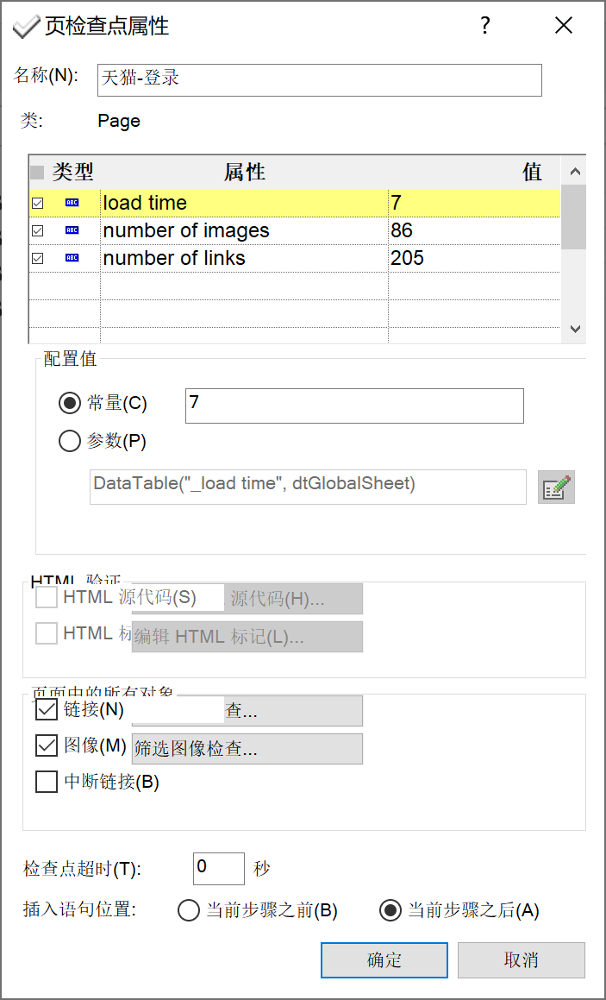 页检查点属性 ?
名称(N): 天猫-登录
类: Page
类型 属性 值
ABC load time 7
ABC number of images 86
ABC number of links 205
配置值
常量(C) 7
参数(P)
DataTable("_load time", dtGlobalSheet)
HTML 验证
HTML 源代码(S) 源代码(H)...
HTML 标 编辑 HTML 标记(L)...
页面中的所有对象
链接(N) 查...
图像(M) 筛选图像检查...
中断链接(B)
检查点超时(T): 0 秒
插入语句位置: 当前步骤之前(B) 当前步骤之后(A)
确定 取消